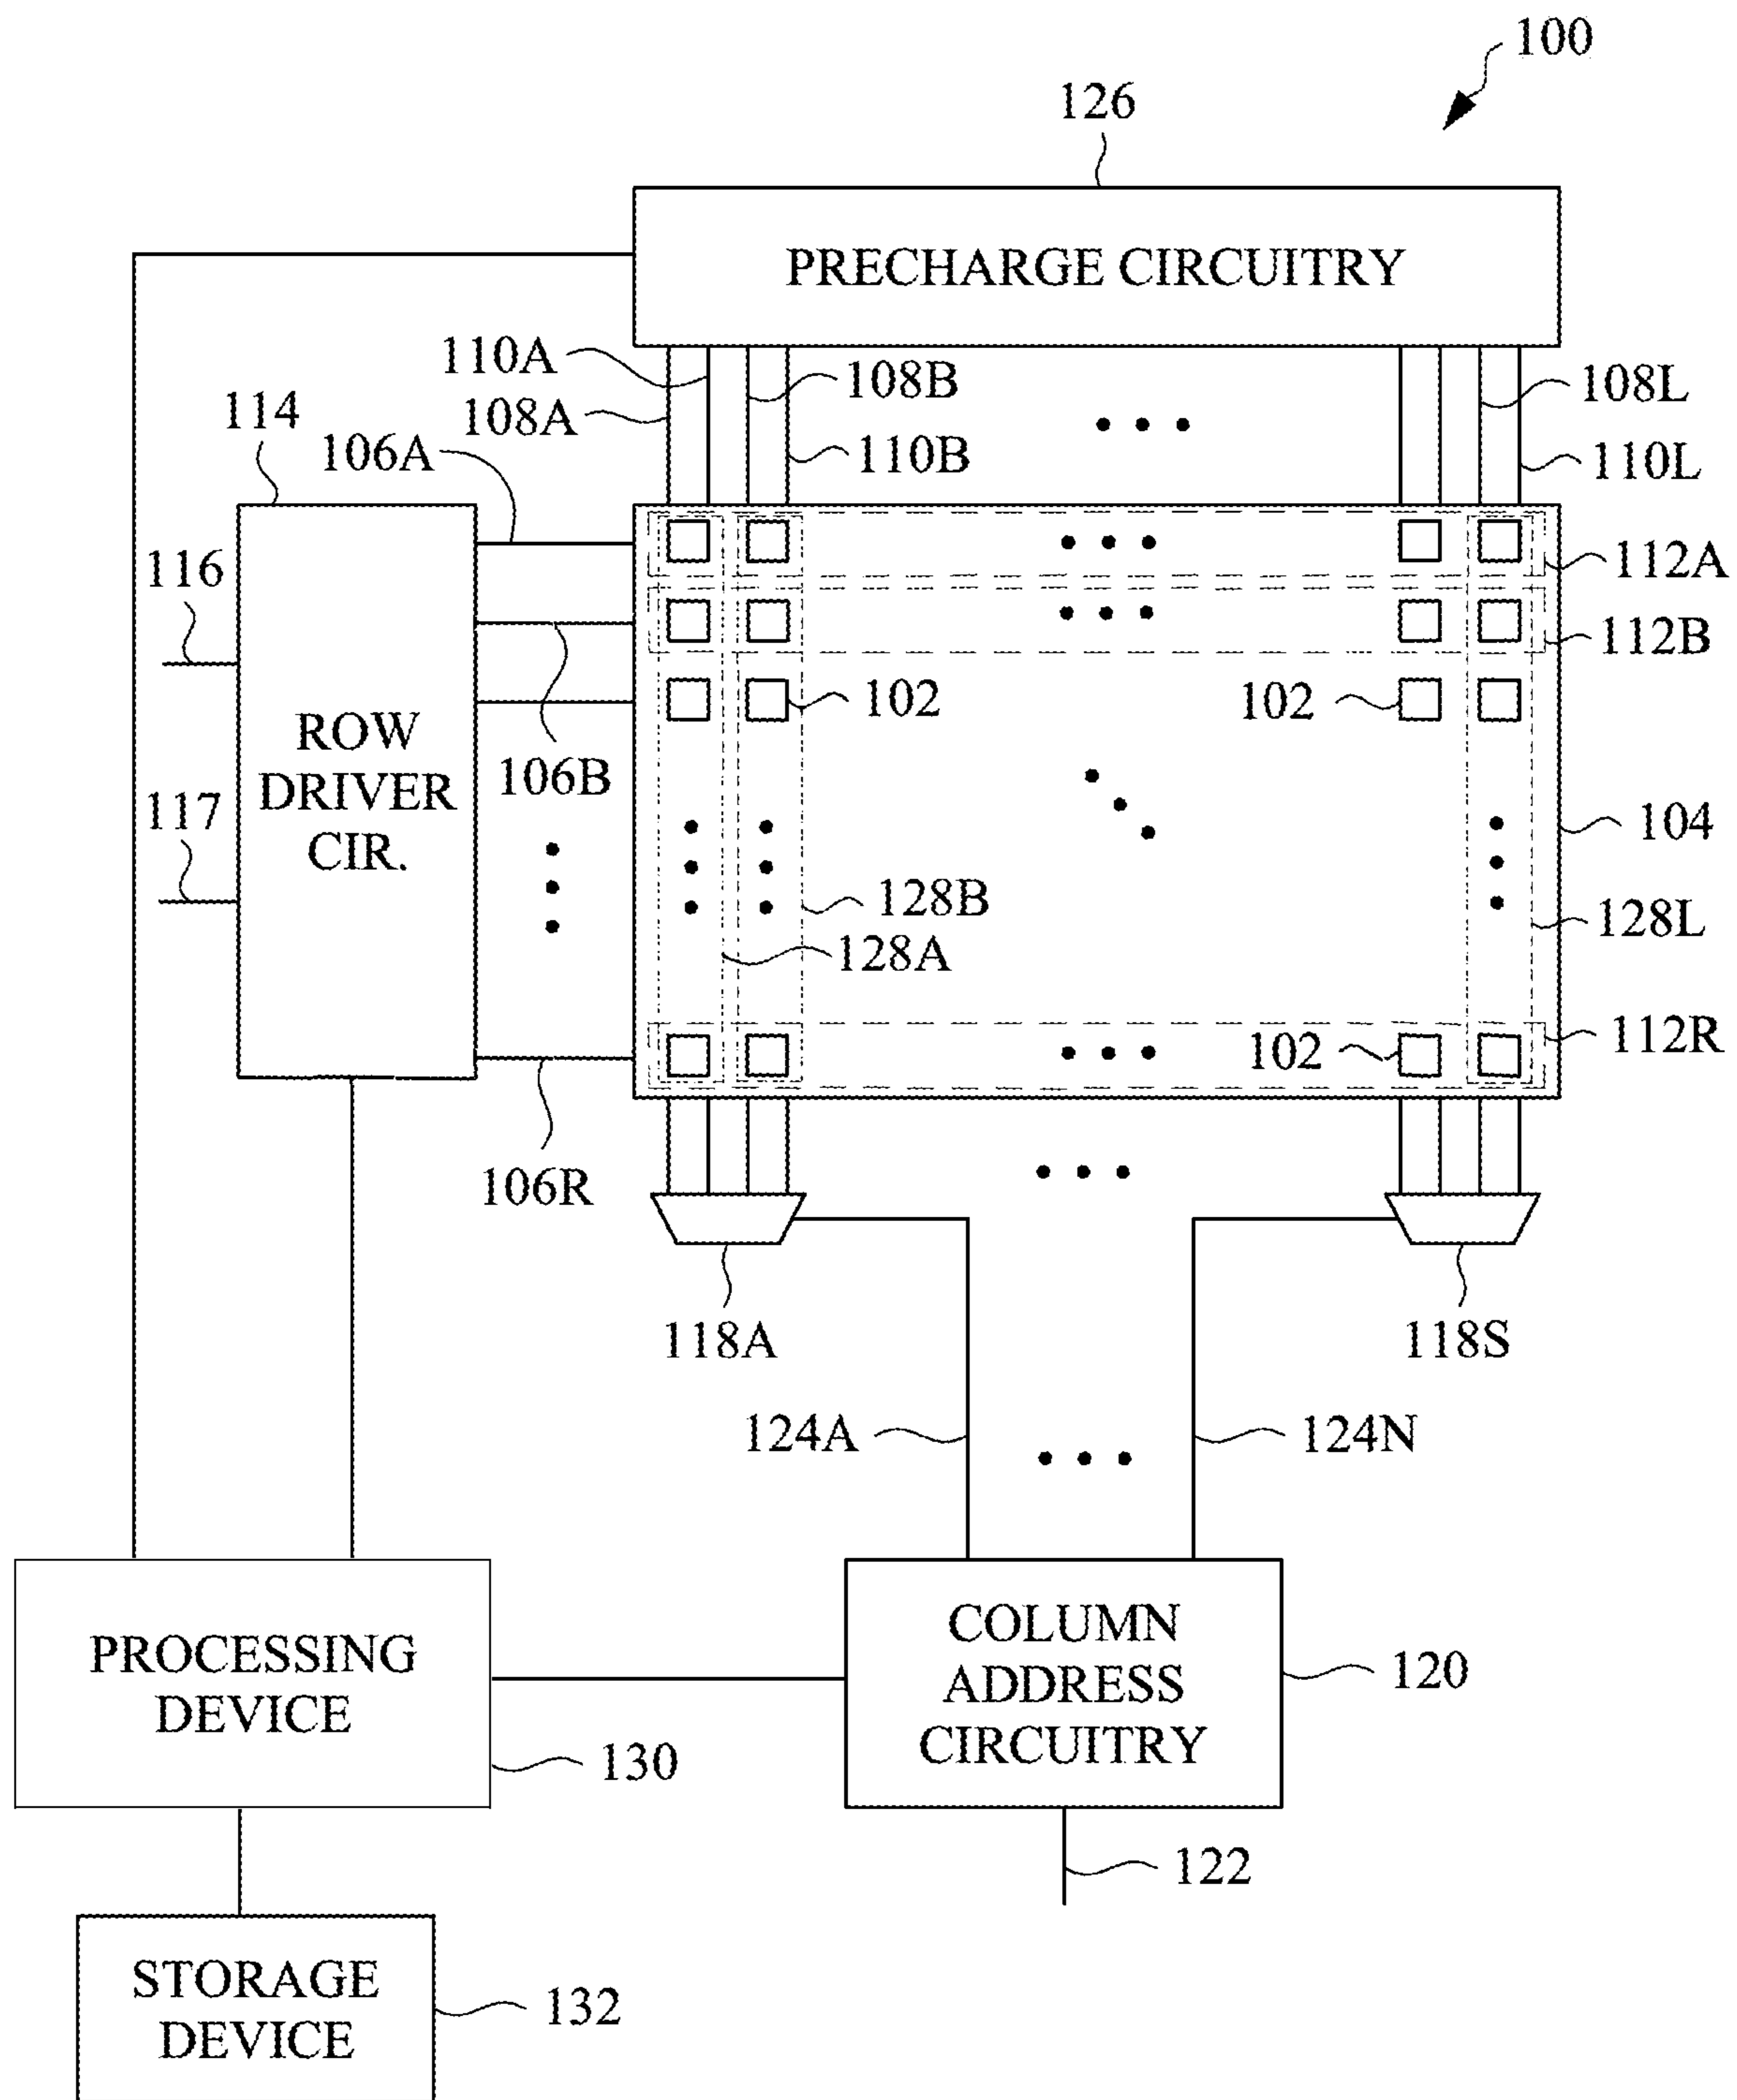 100
126
PRECHARGE CIRCUITRY
110A
108B
108L
108A
114
106A
110B
110L
116
112A
112B
102
102
ROW
DRIVER
CIR.
106B
117
104
128B
128L
128A
112R
102
106R
118A
118S
124A
124N
COLUMN
ADDRESS
CIRCUITRY
PROCESSING
DEVICE
120
130
122
STORAGE
DEVICE
132